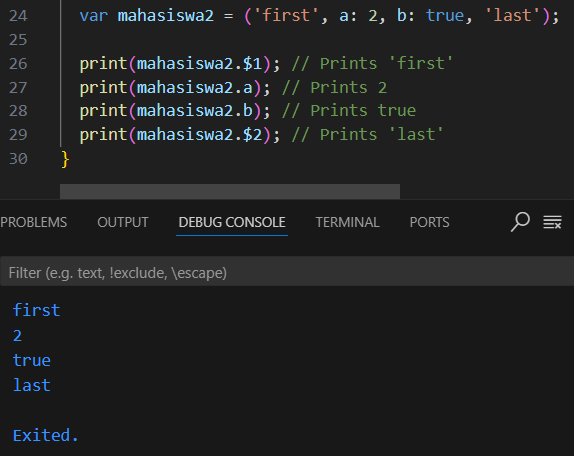 24 var mahasiswa2 = ('first', a: 2, b: true, 'last');
25
26 print(mahasiswa2.$1); // Prints 'first'
27 print(mahasiswa2.a); // Prints 2
28 print(mahasiswa2.b); // Prints true
29 print(mahasiswa2.$2); // Prints 'last'
30 }
PROBLEMS OUTPUT DEBUG CONSOLE TERMINAL PORTS
Filter (e.g. text, !exclude, \escape)
first
2
true
last
Exited.